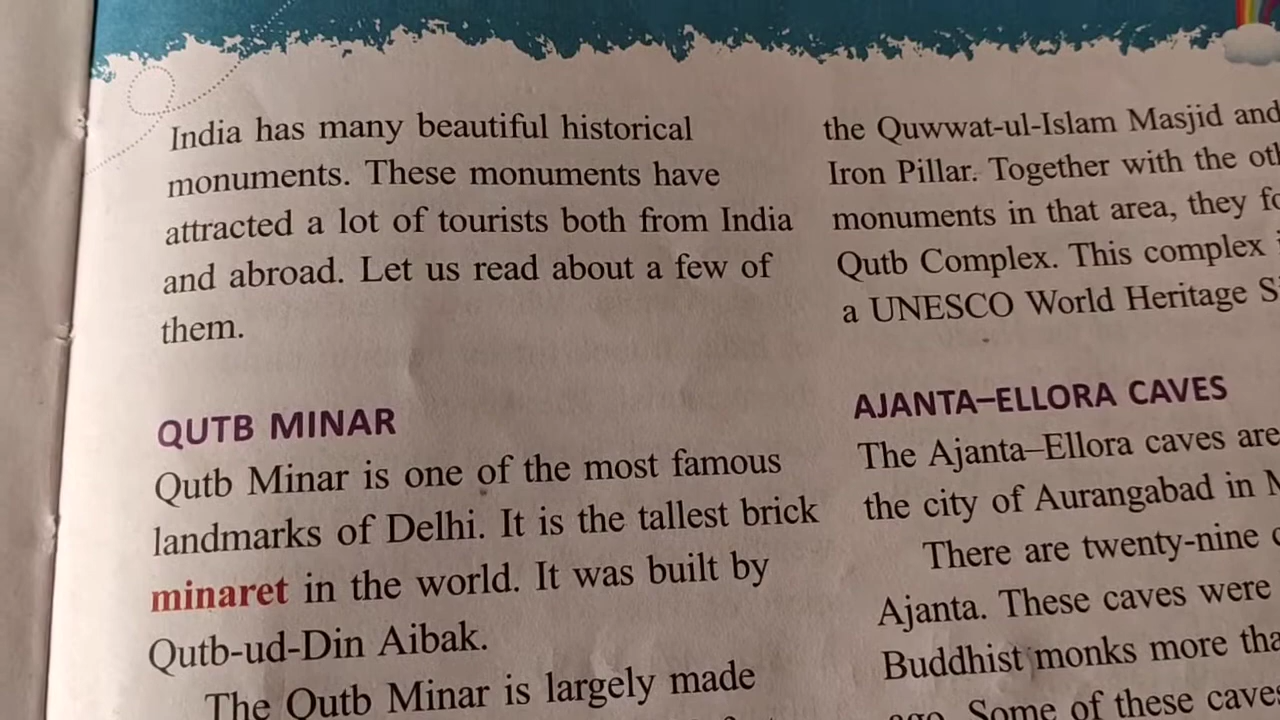 India has many beautiful historical
monuments. These monuments have
attracted a lot of tourists both from India
and abroad. Let us read about a few of
them.
QUTB MINAR
Qutb Minar is one of the most famous
landmarks of Delhi. It is the tallest brick
minaret in the world. It was built by
Qutb-ud-Din Aibak.
The Qutb Minar is largely made
the Quwwat-ul-Islam Masjid and
Iron Pillar. Together with the
monuments in that area, they
Qutb Complex. This complex
a UNESCO World Heritage
AJANTA–ELLORA CAVES
The Ajanta–Ellora caves are
the city of Aurangabad in
There are twenty-nine
Ajanta. These caves were
Buddhist monks more
ago. Some of these